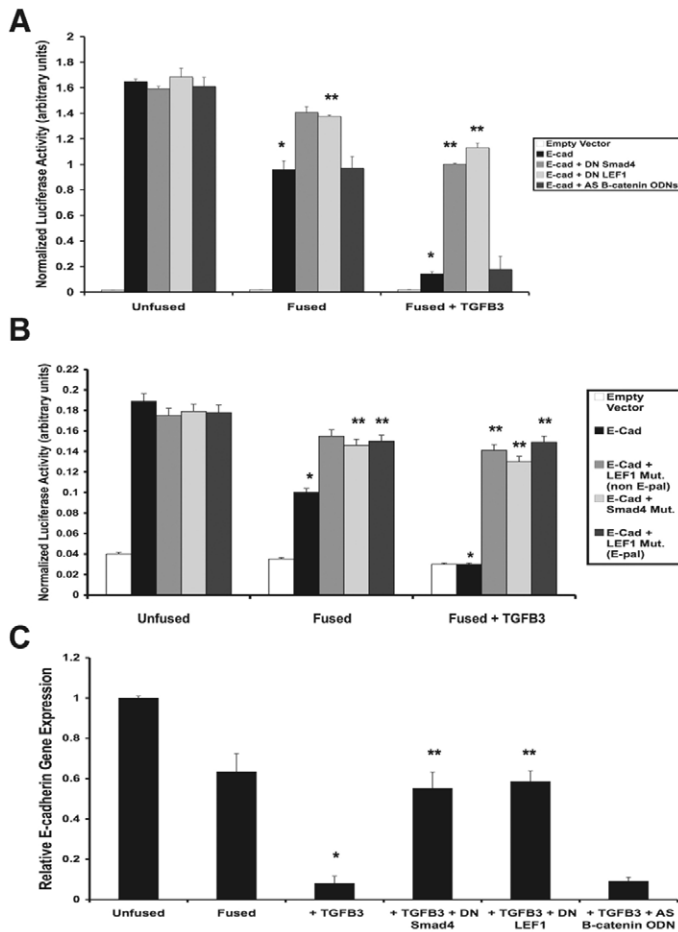 A
Normalized Luciferase Activity (arbitrary units)
1.8
1.6
1.4
1.2
1
0.8
0.6
0.4
0.2
0
*
**
*
**
**
Unfused
Fused
Fused + TGFB3
Empty Vector
E-cad
E-cad + DN Smad4
E-cad + DN LEF1
E-cad + AS B-catenin ODNs
B
Normalized Luciferase Activity (arbitrary units)
0.22
0.2
0.18
0.16
0.14
0.12
0.1
0.08
0.06
0.04
0.02
0
*
**
**
*
**
**
**
Unfused
Fused
Fused + TGFB3
Empty
Vector
E-Cad
E-Cad +
LEF1 Mut.
(non E-pal)
E-Cad +
Smad4 Mut.
E-Cad +
LEF1 Mut.
(E-pal)
C
Relative E-cadherin Gene Expression
1.2
1
0.8
0.6
0.4
0.2
0
*
**
**
Unfused
Fused
+ TGFB3
+ TGFB3 + DN
Smad4
+ TGFB3 + DN
LEF1
+ TGFB3 + AS
B-catenin ODN